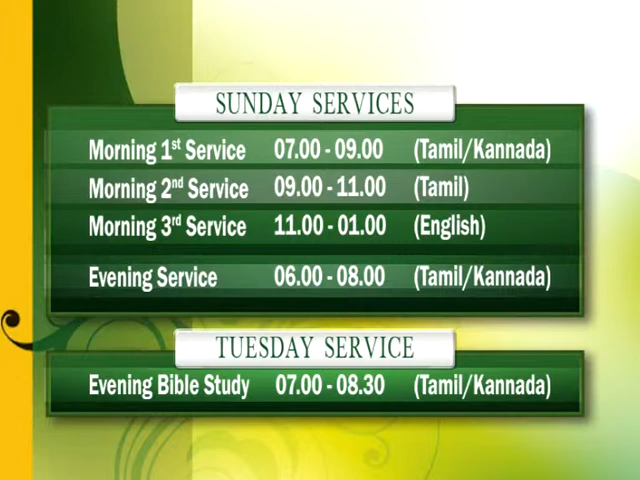 SUNDAY SERVICES
Morning 1st Service 07.00 - 09.00 (Tamil/Kannada)
Morning 2nd Service 09.00 - 11.00 (Tamil)
Morning 3rd Service 11.00 - 01.00 (English)
Evening Service 06.00 - 08.00 (Tamil/Kannada)
TUESDAY SERVICE
Evening Bible Study 07.00 - 08.30 (Tamil/Kannada)